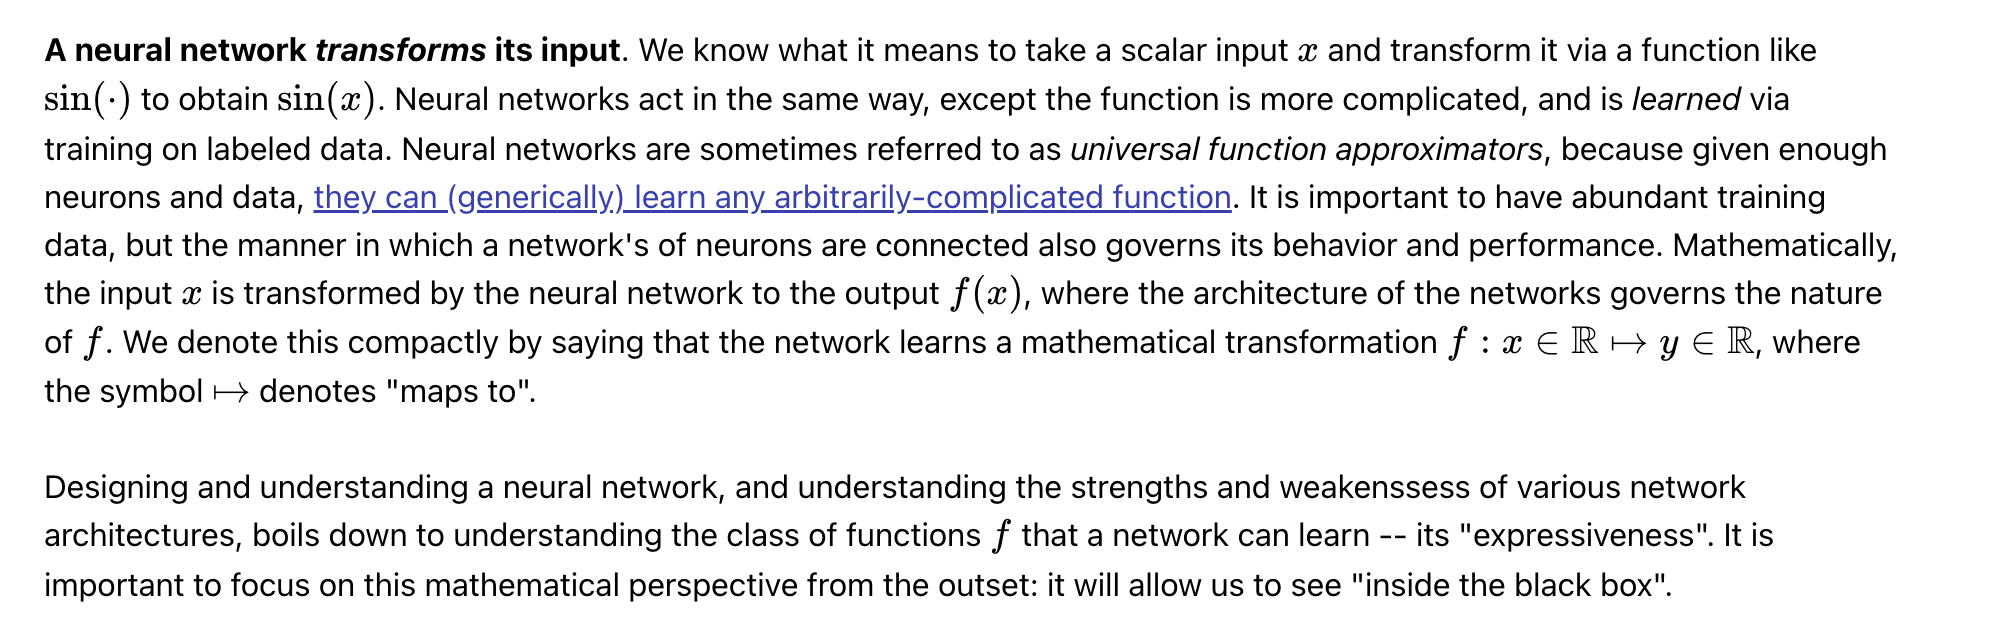 A neural network transforms its input. We know what it means to take a scalar input x and transform it via a function like
sin(·) to obtain sin(x). Neural networks act in the same way, except the function is more complicated, and is learned via
training on labeled data. Neural networks are sometimes referred to as universal function approximators, because given enough
neurons and data, they can (generically) learn any arbitrarily-complicated function. It is important to have abundant training
data, but the manner in which a network's of neurons are connected also governs its behavior and performance. Mathematically,
the input x is transformed by the neural network to the output f(x), where the architecture of the networks governs the nature
of f. We denote this compactly by saying that the network learns a mathematical transformation f : x ∈ ℝ ↦ y ∈ ℝ, where
the symbol ↦ denotes "maps to".
Designing and understanding a neural network, and understanding the strengths and weakenssess of various network
architectures, boils down to understanding the class of functions f that a network can learn -- its "expressiveness". It is
important to focus on this mathematical perspective from the outset: it will allow us to see "inside the black box".